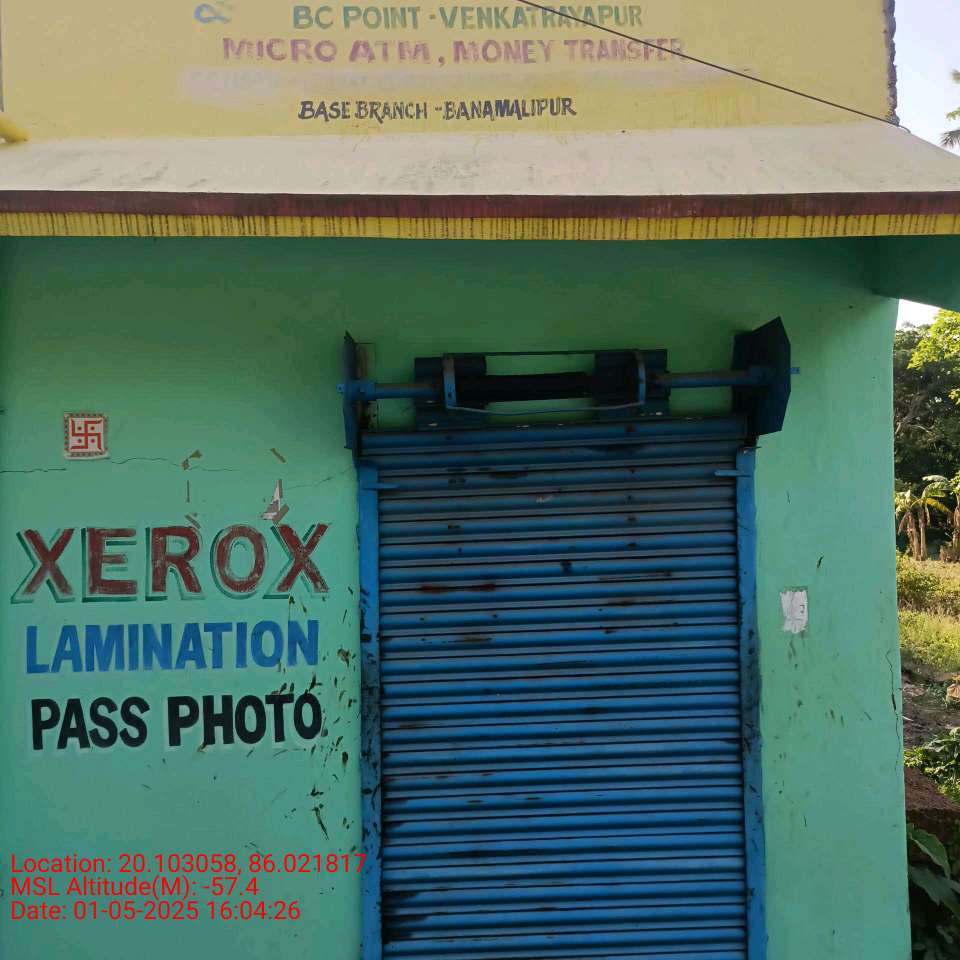 BC POINT - VENKATRAYAPUR
MICRO ATM, MONEY TRANSFER
BASE BRANCH - BANAMALIPUR
XEROX
LAMINATION
PASS PHOTO
Location: 20.103058, 86.021817
MSL Altitude(M): -57.4
Date: 01-05-2025 16:04:26